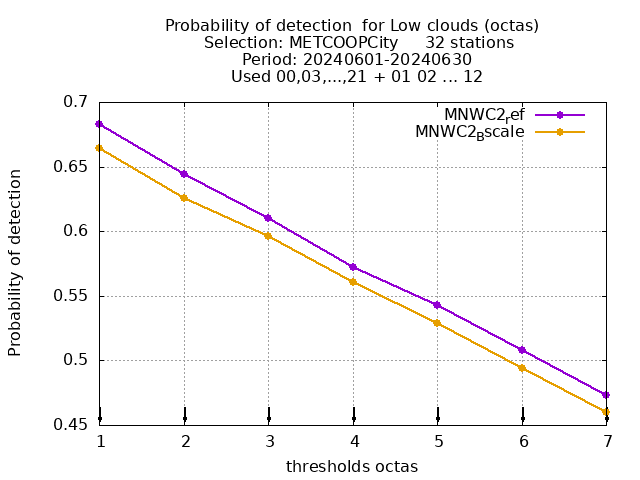 Probability of detection  for Low clouds (octas)
Selection: METCOOPCity     32 stations
Period: 20240601-20240630
Used 00,03,...,21 + 01 02 ... 12
MNWC2ref
MNWC2Bscale
Probability of detection
0.7
0.65
0.6
0.55
0.5
0.45
1 2 3 4 5 6 7
thresholds octas